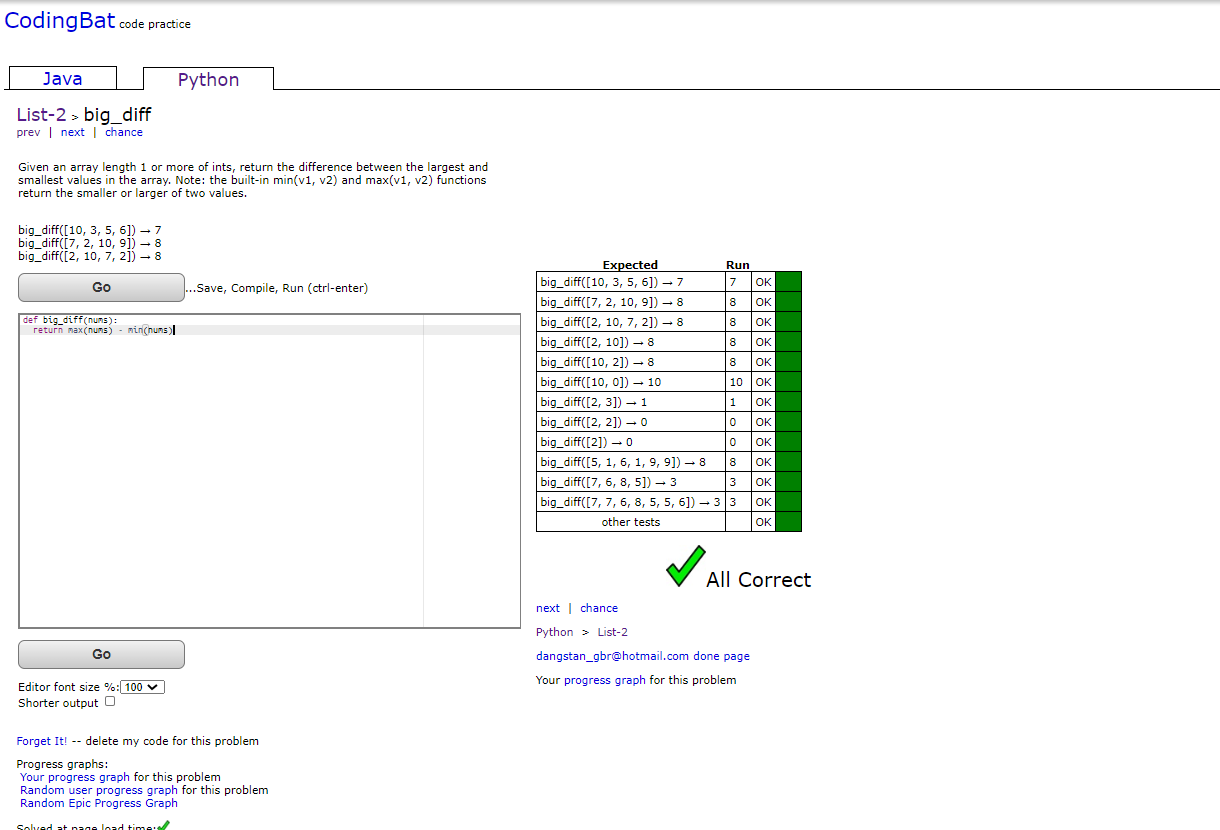 CodingBat code practice
Java
Python
List-2 > big_diff
prev | next | chance
Given an array length 1 or more of ints, return the difference between the largest and
smallest values in the array. Note: the built-in min(v1, v2) and max(v1, v2) functions
return the smaller or larger of two values.
big_diff([10, 3, 5, 6]) → 7
big_diff([7, 2, 10, 9]) → 8
big_diff([2, 10, 7, 2]) → 8
Go
...Save, Compile, Run (ctrl-enter)
def big_diff(nums):
  return max(nums) - min(nums)
Go
Editor font size %: 100
Shorter output
Forget It! -- delete my code for this problem
Progress graphs:
Your progress graph for this problem
Random user progress graph for this problem
Random Epic Progress Graph
Solved at page load time:
Expected Run
big_diff([10, 3, 5, 6]) → 7 7 OK
big_diff([7, 2, 10, 9]) → 8 8 OK
big_diff([2, 10, 7, 2]) → 8 8 OK
big_diff([2, 10]) → 8 8 OK
big_diff([10, 2]) → 8 8 OK
big_diff([10, 0]) → 10 10 OK
big_diff([2, 3]) → 1 1 OK
big_diff([2, 2]) → 0 0 OK
big_diff([2]) → 0 0 OK
big_diff([5, 1, 6, 1, 9, 9]) → 8 8 OK
big_diff([7, 6, 8, 5]) → 3 3 OK
big_diff([7, 7, 6, 8, 5, 5, 6]) → 3 3 OK
other tests OK
All Correct
next | chance
Python > List-2
dangstan_gbr@hotmail.com done page
Your progress graph for this problem